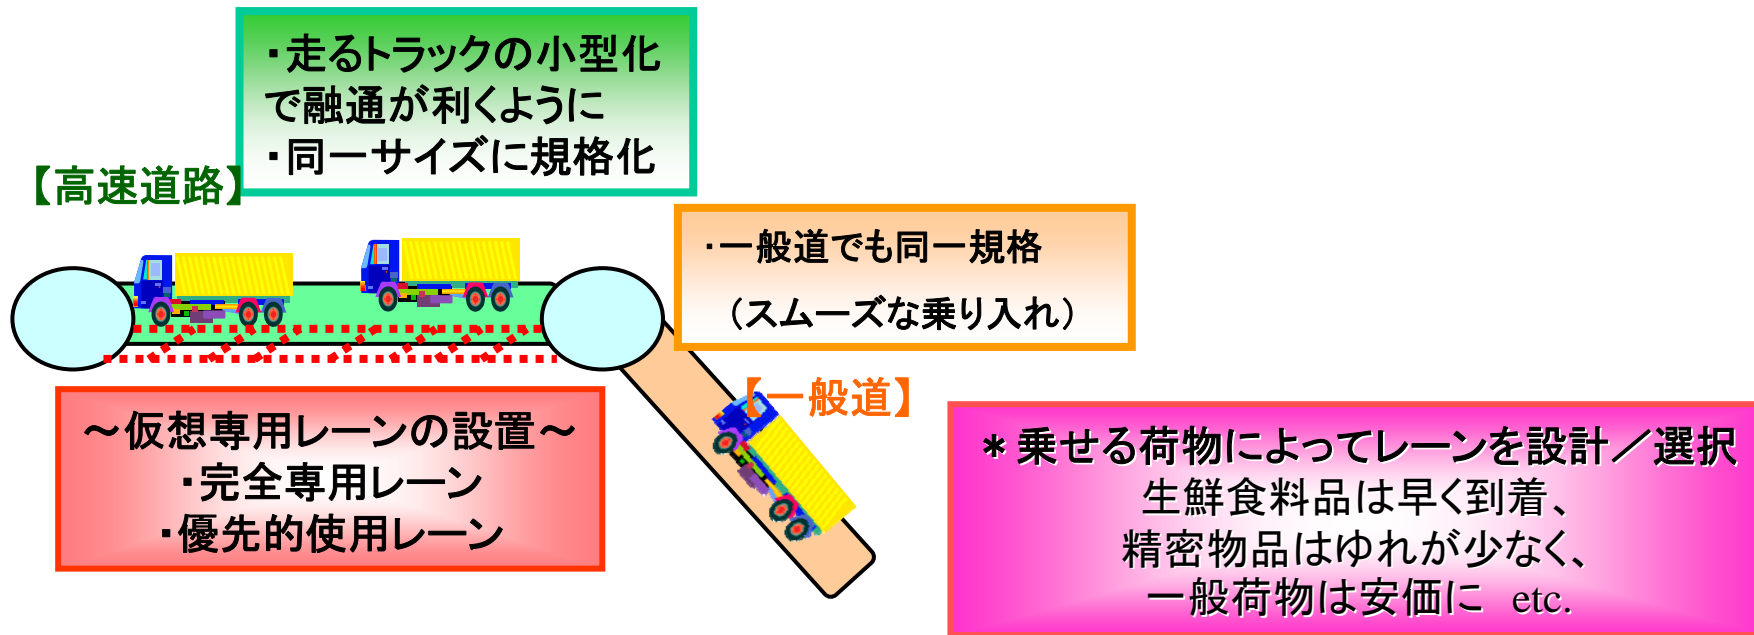 ・走るトラックの小型化
で融通が利くように
・同一サイズに規格化
【高速道路】
・一般道でも同一規格
（スムーズな乗り入れ）
【一般道】
～仮想専用レーンの設置～
・完全専用レーン
・優先的使用レーン
＊乗せる荷物によってレーンを設計／選択
生鮮食料品は早く到着、
精密物品はゆれが少なく、
一般荷物は安価に etc.